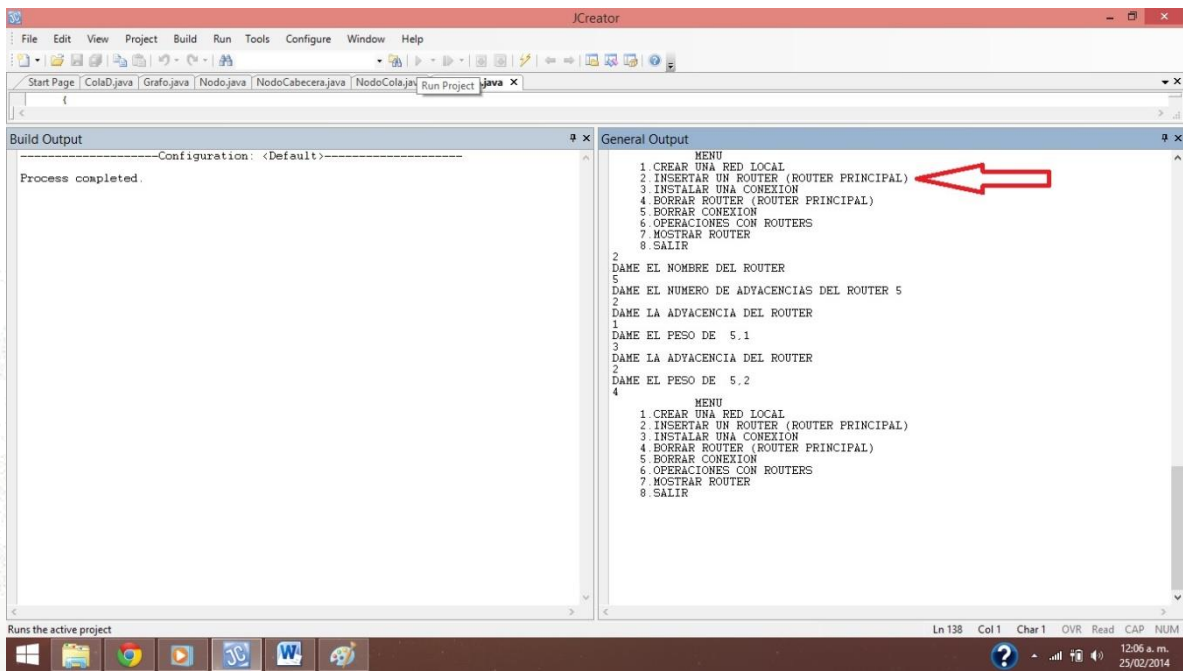 JCreator
File Edit View Project Build Run Tools Configure Window Help
Start Page ColaD.java Grafo.java Nodo.java NodoCabecera.java NodoCola.jav .java X
Run Project
{
Build Output
--------------------Configuration: <Default>--------------------
Process completed.
General Output
MENU
1.CREAR UNA RED LOCAL
2.INSERTAR UN ROUTER (ROUTER PRINCIPAL)
3.INSTALAR UNA CONEXION
4.BORRAR ROUTER (ROUTER PRINCIPAL)
5.BORRAR CONEXION
6.OPERACIONES CON ROUTERS
7.MOSTRAR ROUTER
8.SALIR
2
DAME EL NOMBRE DEL ROUTER
5
DAME EL NUMERO DE ADYACENCIAS DEL ROUTER 5
2
DAME LA ADYACENCIA DEL ROUTER
1
DAME EL PESO DE 5,1
3
DAME LA ADYACENCIA DEL ROUTER
2
DAME EL PESO DE 5,2
4
MENU
1.CREAR UNA RED LOCAL
2.INSERTAR UN ROUTER (ROUTER PRINCIPAL)
3.INSTALAR UNA CONEXION
4.BORRAR ROUTER (ROUTER PRINCIPAL)
5.BORRAR CONEXION
6.OPERACIONES CON ROUTERS
7.MOSTRAR ROUTER
8.SALIR
Runs the active project
Ln 138 Col 1 Char 1 OVR Read CAP NUM
12:06 a. m.
25/02/2014